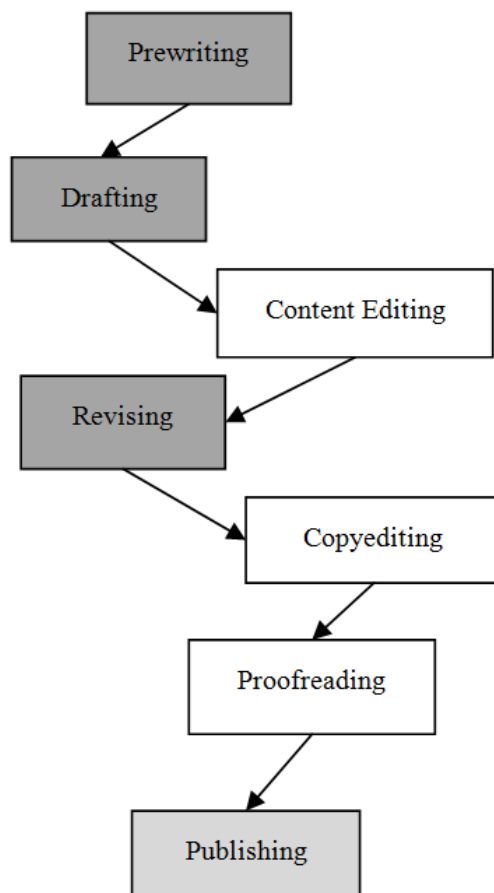 Prewriting
Drafting
Content Editing
Revising
Copyediting
Proofreading
Publishing